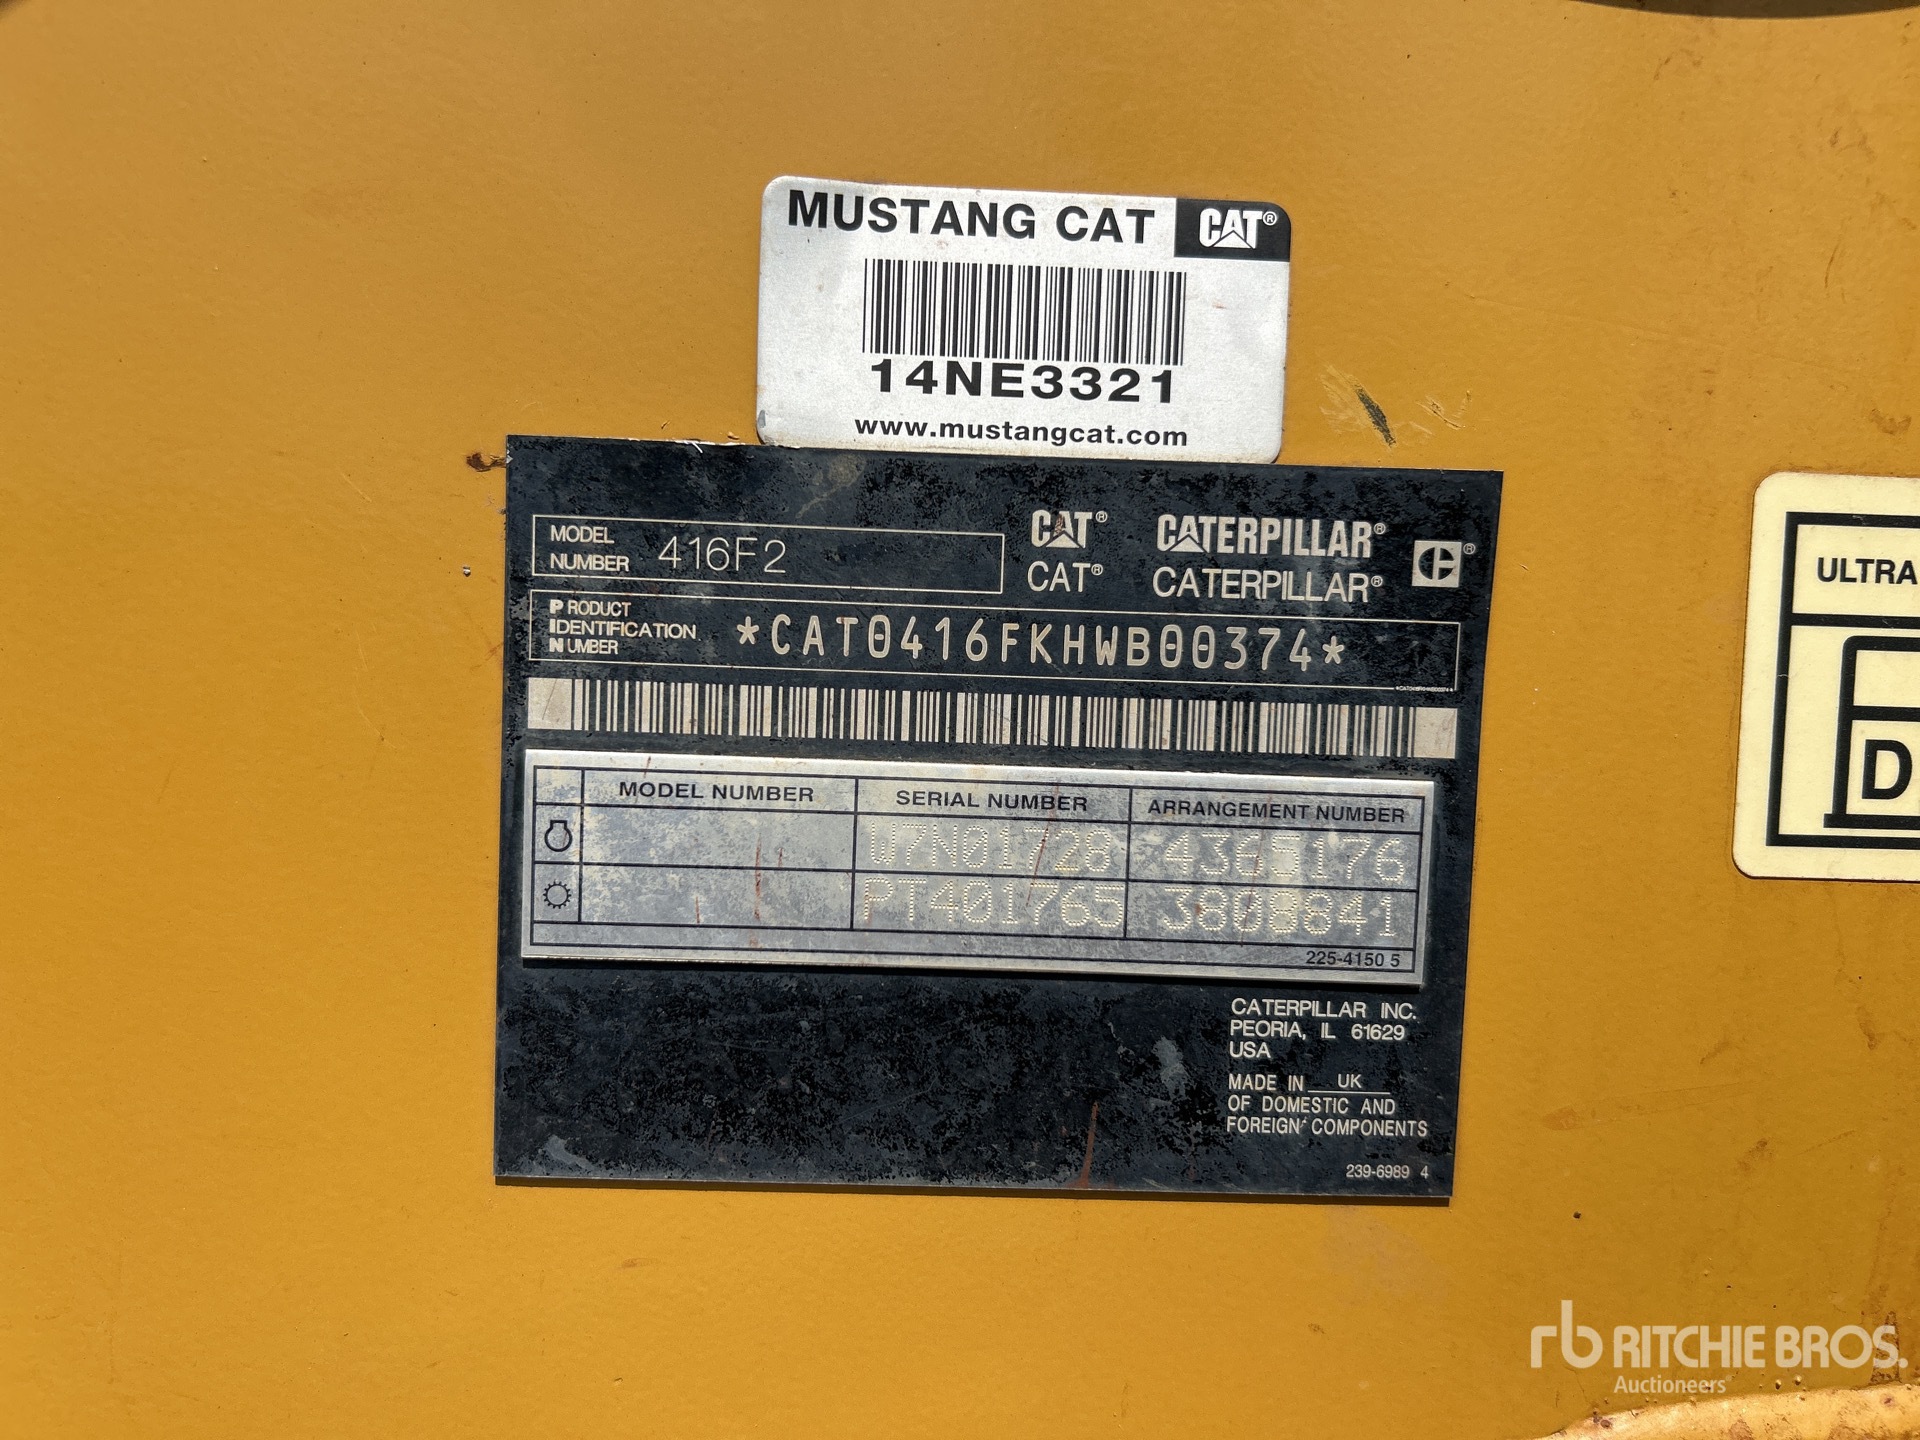 MUSTANG CAT CAT®
14NE3321
www.mustangcat.com
MODEL NUMBER 416F2
CAT® CATERPILLAR®
CAT® CATERPILLAR®
PRODUCT IDENTIFICATION NUMBER *CAT0416FKHWB00374*
*CAT0416FKHWB00374*
MODEL NUMBER SERIAL NUMBER ARRANGEMENT NUMBER
W7N01728 4365176
PT401765 3808841
225-4150 5
CATERPILLAR INC.
PEORIA, IL 61629
USA
MADE IN UK
OF DOMESTIC AND
FOREIGN COMPONENTS
239-6989 4
ULTRA
D
rb RITCHIE BROS.
Auctioneers